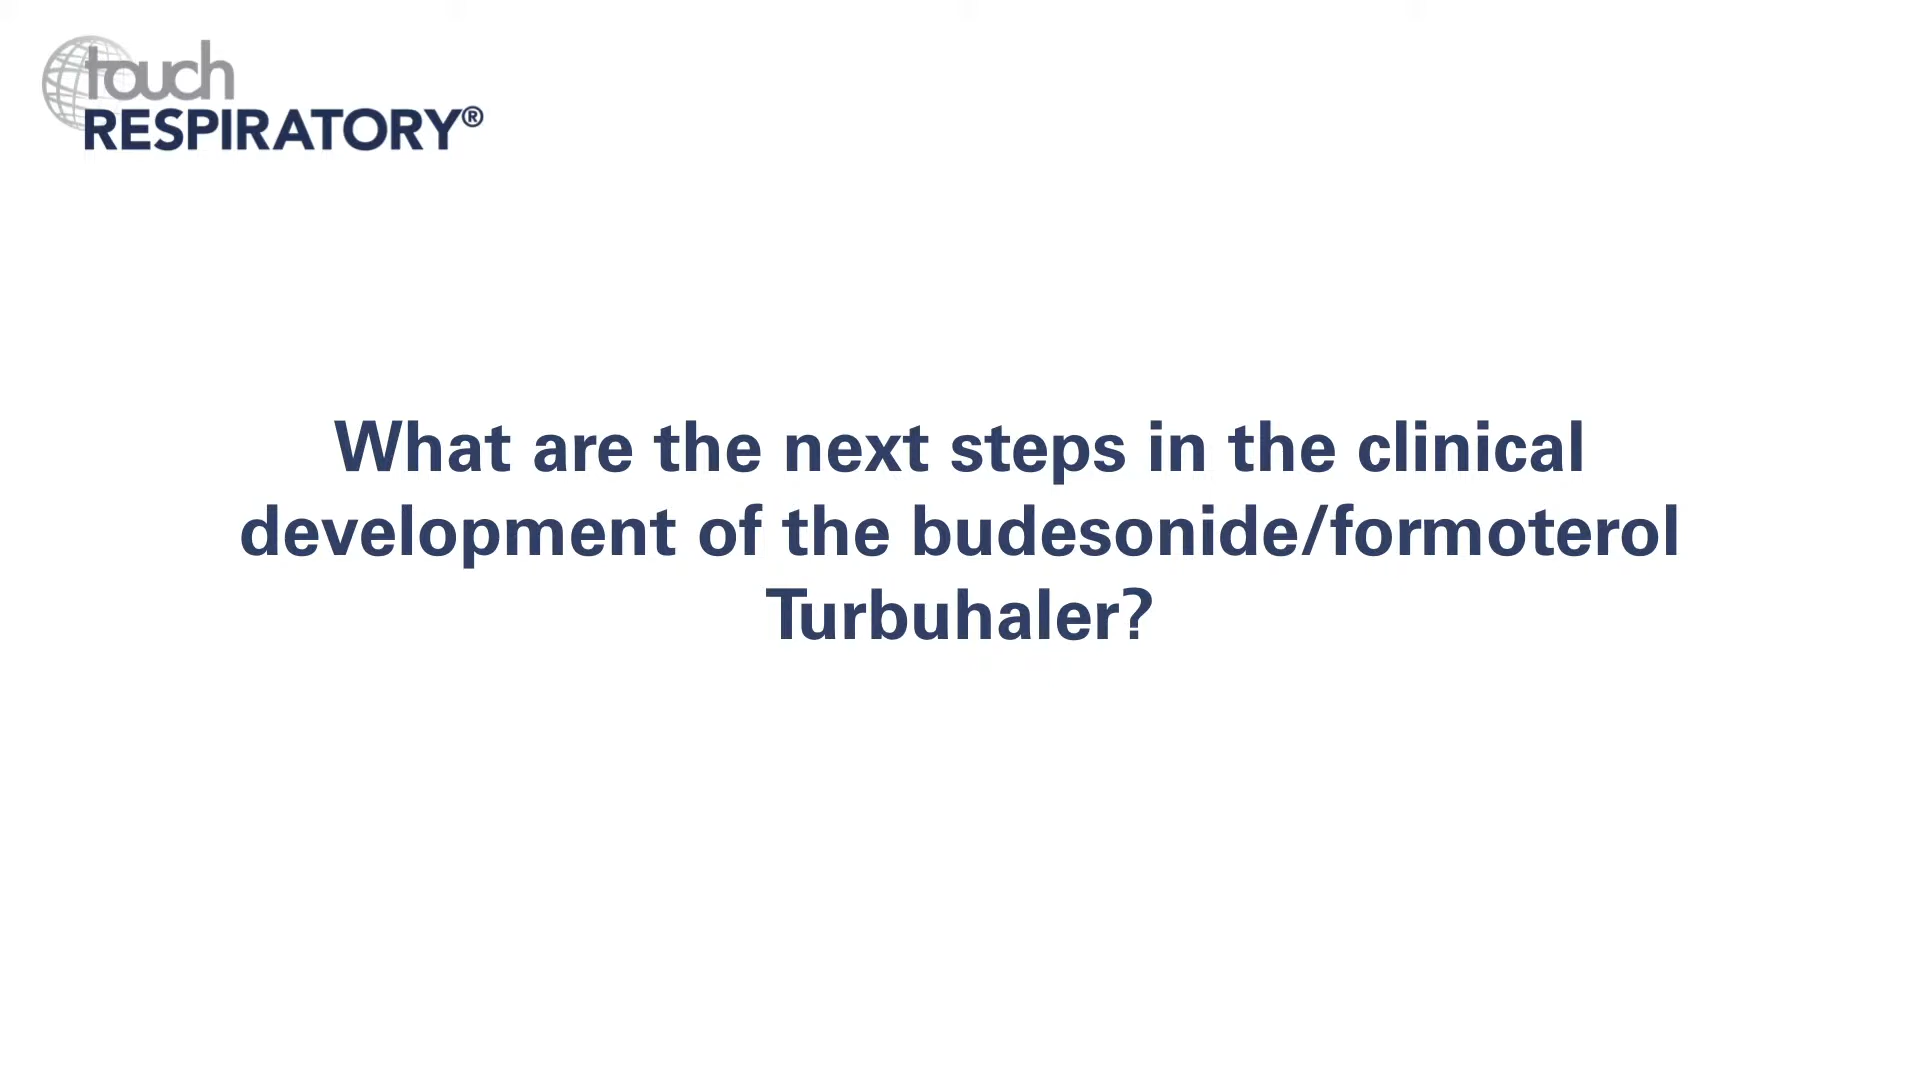 touch
RESPIRATORY®
What are the next steps in the clinical
development of the budesonide/formoterol
Turbuhaler?